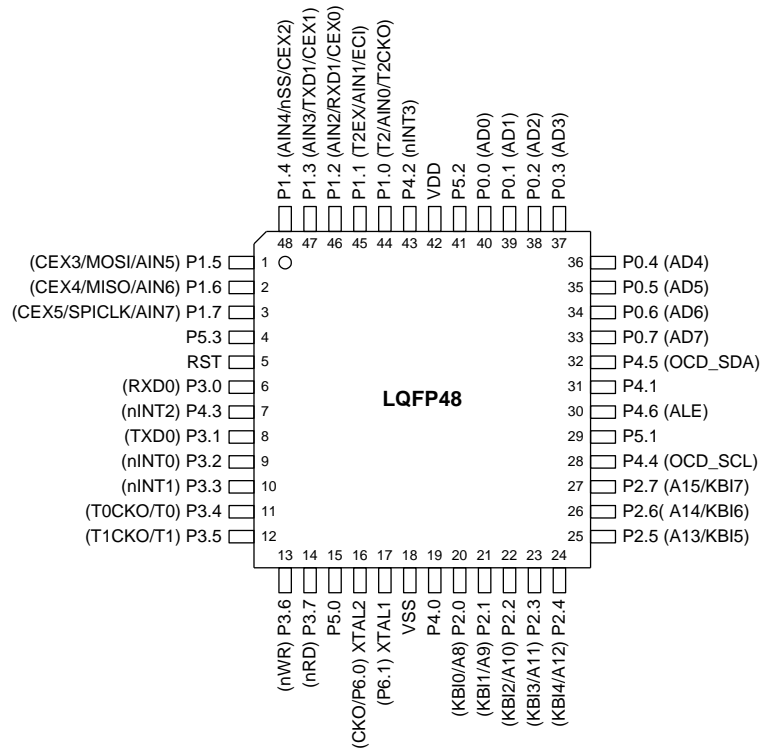 P1.4 (AIN4/nSS/CEX2)
P1.3 (AIN3/TXD1/CEX1)
P1.2 (AIN2/RXD1/CEX0)
P1.1 (T2EX/AIN1/ECI)
P1.0 (T2/AIN0/T2CKO)
P4.2 (nINT3)
VDD
P5.2
P0.0 (AD0)
P0.1 (AD1)
P0.2 (AD2)
P0.3 (AD3)
48 47 46 45 44 43 42 41 40 39 38 37
(CEX3/MOSI/AIN5) P1.5 1
(CEX4/MISO/AIN6) P1.6 2
(CEX5/SPICLK/AIN7) P1.7 3
P5.3 4
RST 5
(RXD0) P3.0 6
(nINT2) P4.3 7
(TXD0) P3.1 8
(nINT0) P3.2 9
(nINT1) P3.3 10
(T0CKO/T0) P3.4 11
(T1CKO/T1) P3.5 12
LQFP48
36 P0.4 (AD4)
35 P0.5 (AD5)
34 P0.6 (AD6)
33 P0.7 (AD7)
32 P4.5 (OCD_SDA)
31 P4.1
30 P4.6 (ALE)
29 P5.1
28 P4.4 (OCD_SCL)
27 P2.7 (A15/KBI7)
26 P2.6( A14/KBI6)
25 P2.5 (A13/KBI5)
13 14 15 16 17 18 19 20 21 22 23 24
(nWR) P3.6
(nRD) P3.7
P5.0
(CKO/P6.0) XTAL2
(P6.1) XTAL1
VSS
P4.0
(KBI0/A8) P2.0
(KBI1/A9) P2.1
(KBI2/A10) P2.2
(KBI3/A11) P2.3
(KBI4/A12) P2.4